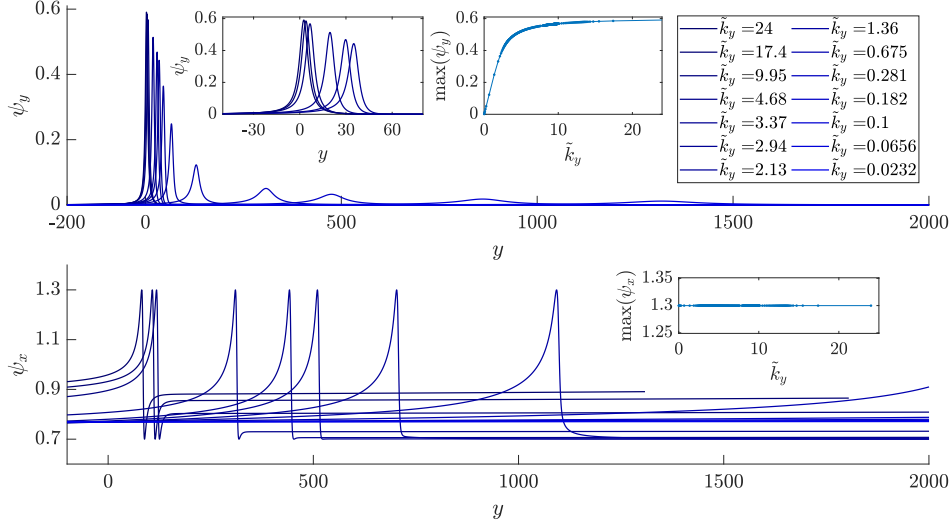 0.6
0.3
0
ψ_y
-200
0
500
1000
1500
2000
y
0.6
0.4
0.2
0
ψ_y
-30
0
30
60
y
0.6
0.4
0.2
0
max(ψ_y)
0
10
20
k̃_y
k̃_y =24
k̃_y =17.4
k̃_y =9.95
k̃_y =4.68
k̃_y =3.37
k̃_y =2.94
k̃_y =2.13
k̃_y =1.36
k̃_y =0.675
k̃_y =0.281
k̃_y =0.182
k̃_y =0.1
k̃_y =0.0656
k̃_y =0.0232
1.3
1.1
0.9
0.7
ψ_x
0
500
1000
1500
2000
y
1.35
1.3
1.25
max(ψ_x)
0
10
20
k̃_y